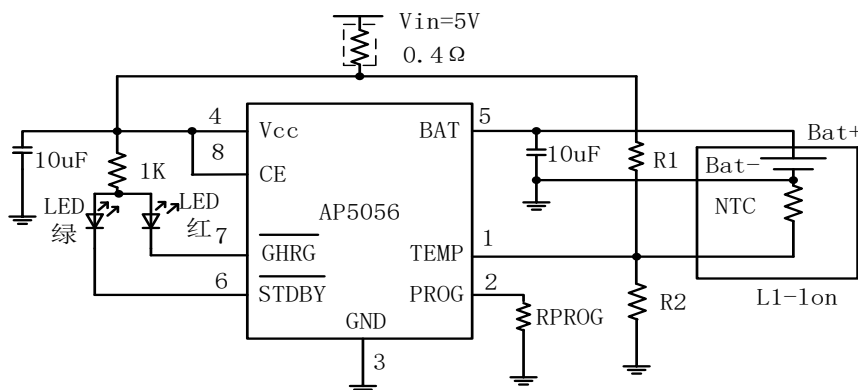 Vin=5V
0.4Ω
4
Vcc
BAT
5
8
CE
10uF
1K
10uF
R1
Bat+
Bat-
LED
绿
LED
红
AP5056
NTC
7
GHRG
TEMP
1
6
STDBY
PROG
2
GND
3
RPROG
R2
L1-lon